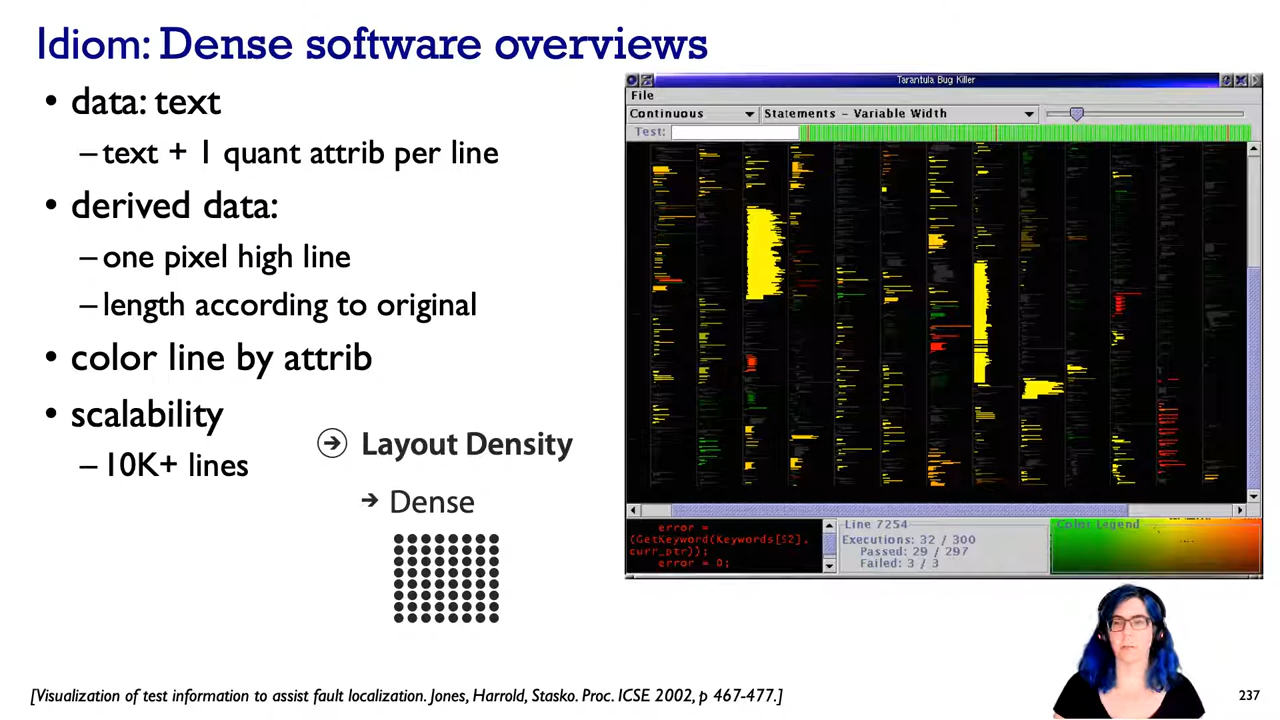 Idiom: Dense software overviews
• data: text
– text + 1 quant attrib per line
• derived data:
– one pixel high line
– length according to original
• color line by attrib
• scalability
– 10K+ lines
Layout Density
Dense
Tarantula Bug Killer
File
Continuous
Statements - Variable Width
Test:
error =
(GetKeyword(Keywords[52],
curr_ptr));
error = 0;
Line 7254
Executions: 32 / 300
Passed: 29 / 297
Failed: 3 / 3
Color Legend
[Visualization of test information to assist fault localization. Jones, Harrold, Stasko. Proc. ICSE 2002, p 467-477.]
237